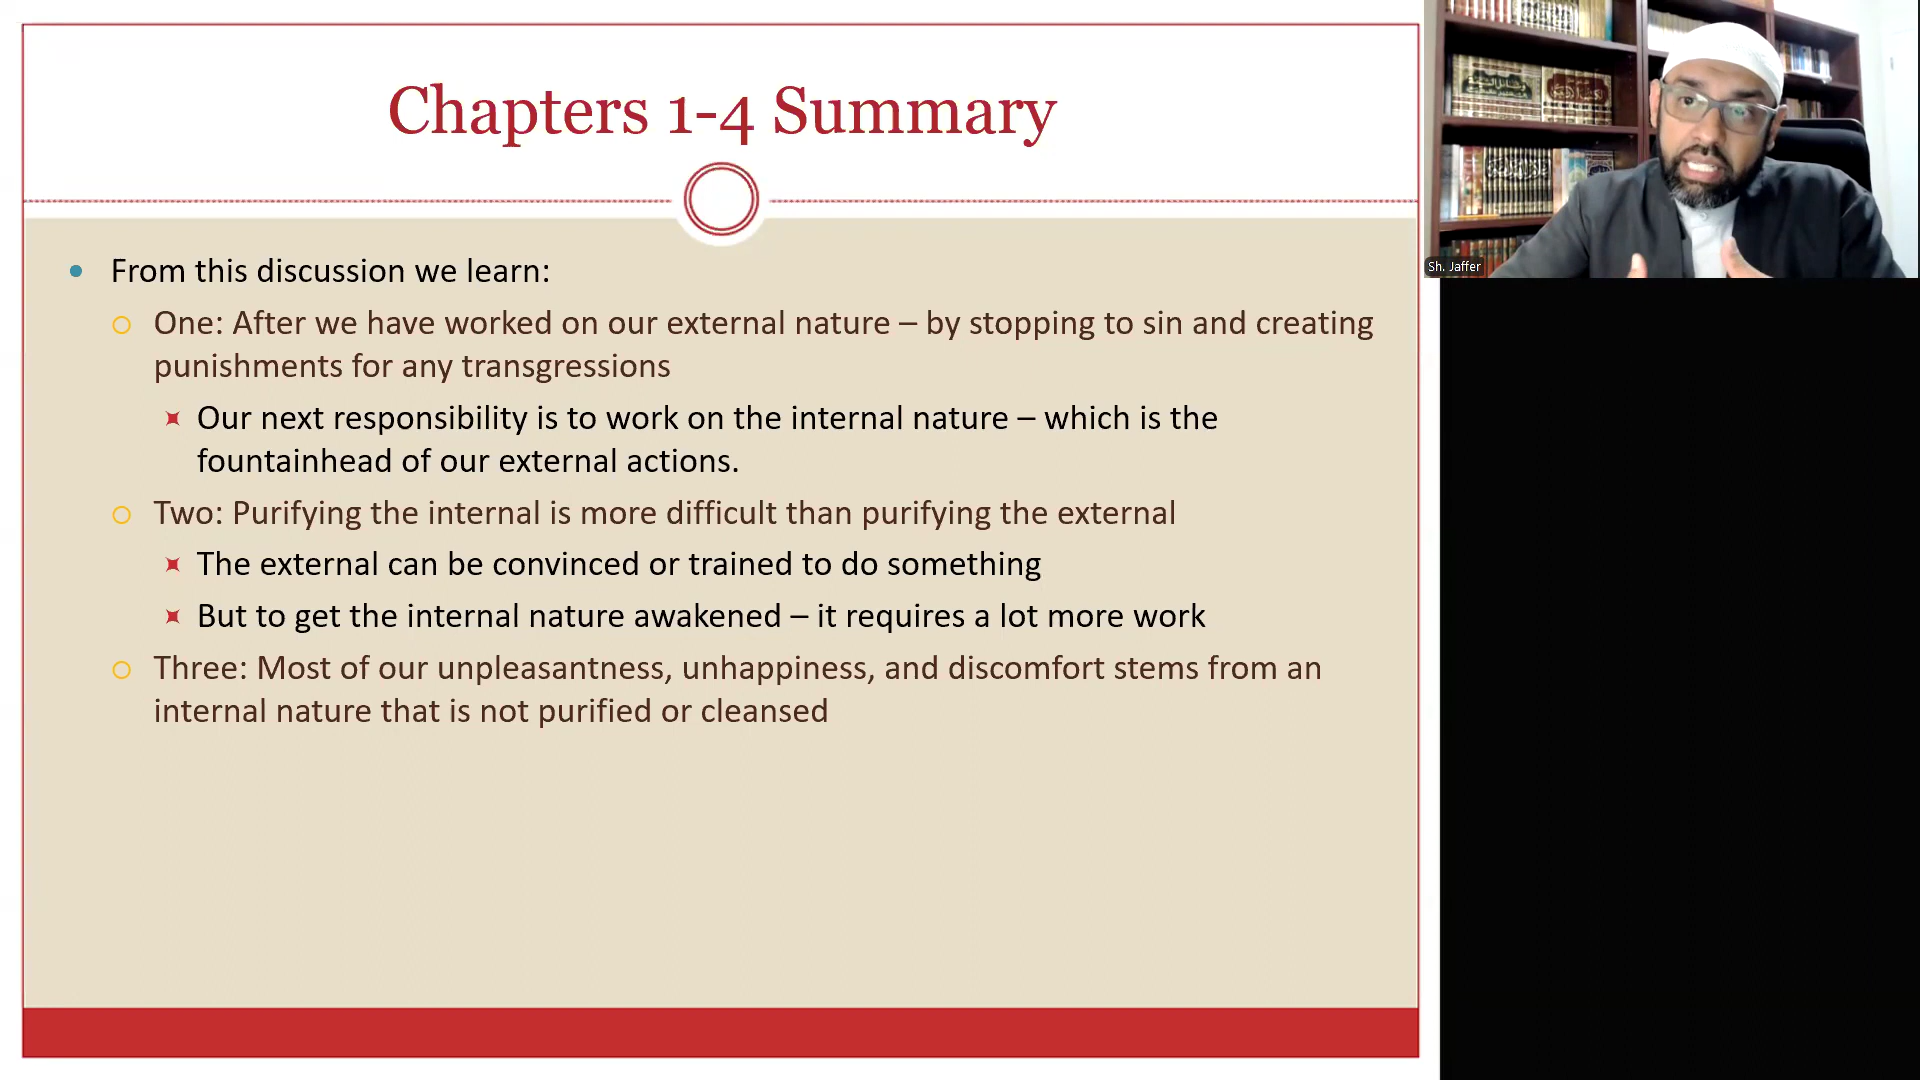 Chapters 1-4 Summary
From this discussion we learn:
One: After we have worked on our external nature – by stopping to sin and creating
punishments for any transgressions
Our next responsibility is to work on the internal nature – which is the
fountainhead of our external actions.
Two: Purifying the internal is more difficult than purifying the external
The external can be convinced or trained to do something
But to get the internal nature awakened – it requires a lot more work
Three: Most of our unpleasantness, unhappiness, and discomfort stems from an
internal nature that is not purified or cleansed
Sh. Jaffer